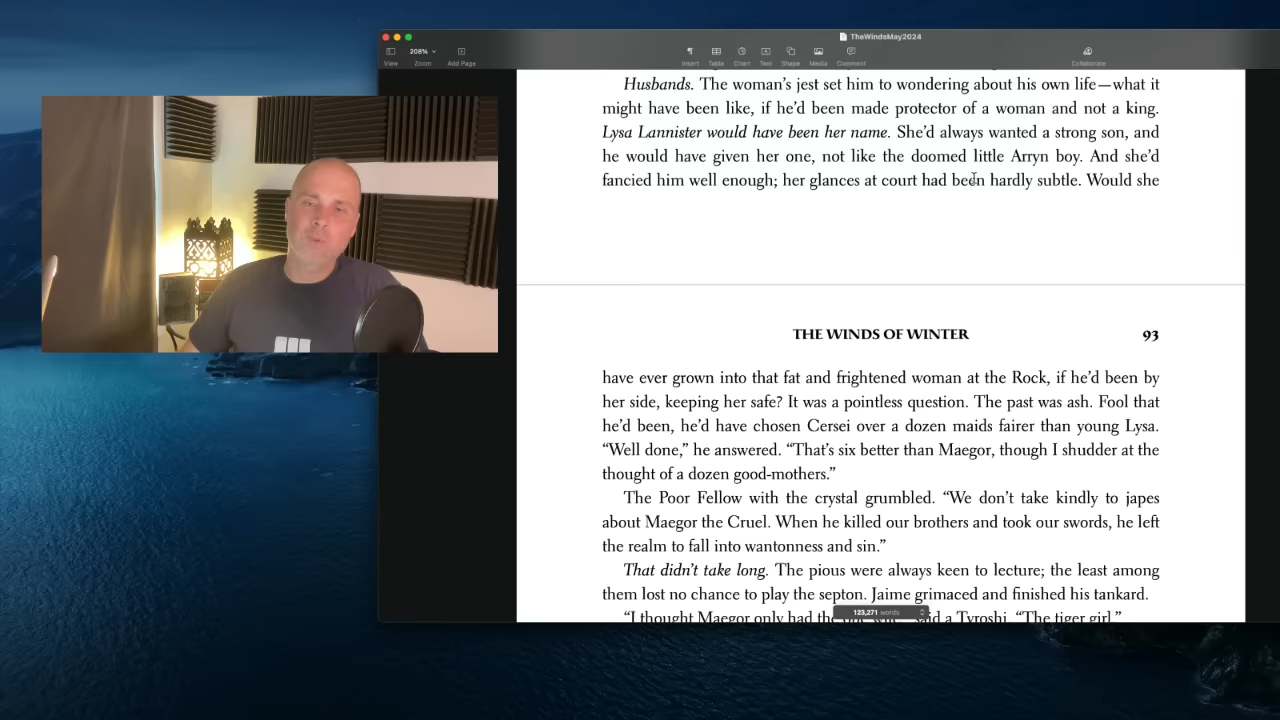 TheWindsMay2024
208%
View Zoom Add Page Insert Table Chart Text Shape Media Comment Collaborate
Husbands. The woman's jest set him to wondering about his own life—what it
might have been like, if he'd been made protector of a woman and not a king.
Lysa Lannister would have been her name. She'd always wanted a strong son, and
he would have given her one, not like the doomed little Arryn boy. And she'd
fancied him well enough; her glances at court had been hardly subtle. Would she
THE WINDS OF WINTER 93
have ever grown into that fat and frightened woman at the Rock, if he'd been by
her side, keeping her safe? It was a pointless question. The past was ash. Fool that
he'd been, he'd have chosen Cersei over a dozen maids fairer than young Lysa.
"Well done," he answered. "That's six better than Maegor, though I shudder at the
thought of a dozen good-mothers."
The Poor Fellow with the crystal grumbled. "We don't take kindly to japes
about Maegor the Cruel. When he killed our brothers and took our swords, he left
the realm to fall into wantonness and sin."
That didn't take long. The pious were always keen to lecture; the least among
them lost no chance to play the septon. Jaime grimaced and finished his tankard.
"I thought Maegor only had the said a Tyroshi. "The tiger girl."
123,271 words